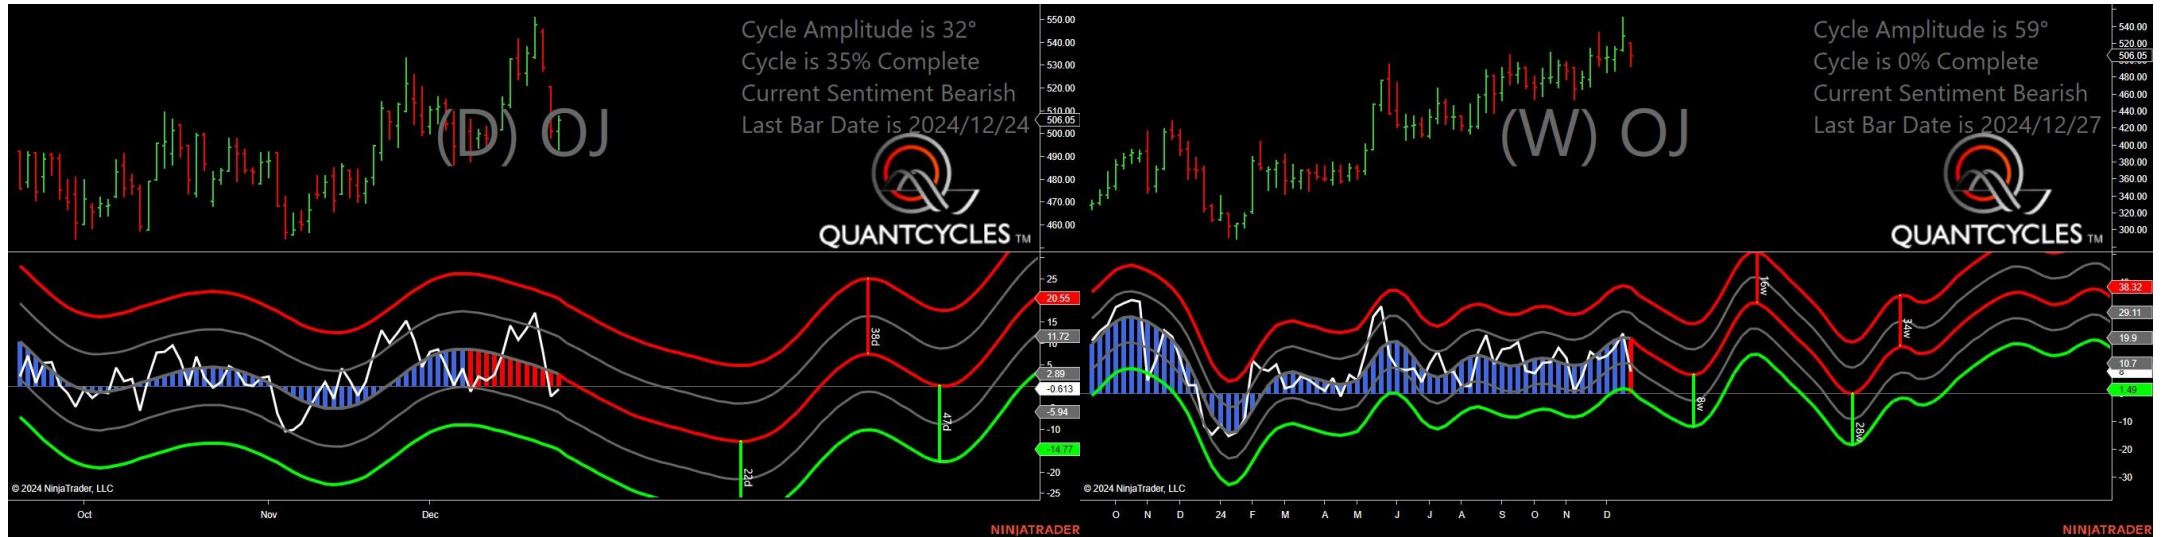 Cycle Amplitude is 32°
Cycle is 35% Complete
Current Sentiment Bearish
Last Bar Date is 2024/12/24
(D) OJ
QUANTCYCLES TM
550.00
540.00
530.00
520.00
510.00
506.05
500.00
490.00
480.00
470.00
460.00
25
20.55
15
11.72
10
5
2.89
-0.613
-5.94
-10
-14.77
-20
-25
38d
47d
22d
© 2024 NinjaTrader, LLC
Oct
Nov
Dec
NINJATRADER
Cycle Amplitude is 59°
Cycle is 0% Complete
Current Sentiment Bearish
Last Bar Date is 2024/12/27
(W) OJ
QUANTCYCLES TM
540.00
520.00
506.05
480.00
460.00
440.00
420.00
400.00
380.00
360.00
340.00
320.00
300.00
38.32
29.11
19.9
10.7
1.49
-10
-20
-30
16w
34w
8w
28w
© 2024 NinjaTrader, LLC
O N D 24 F M A M J J A S O N D
NINJATRADER